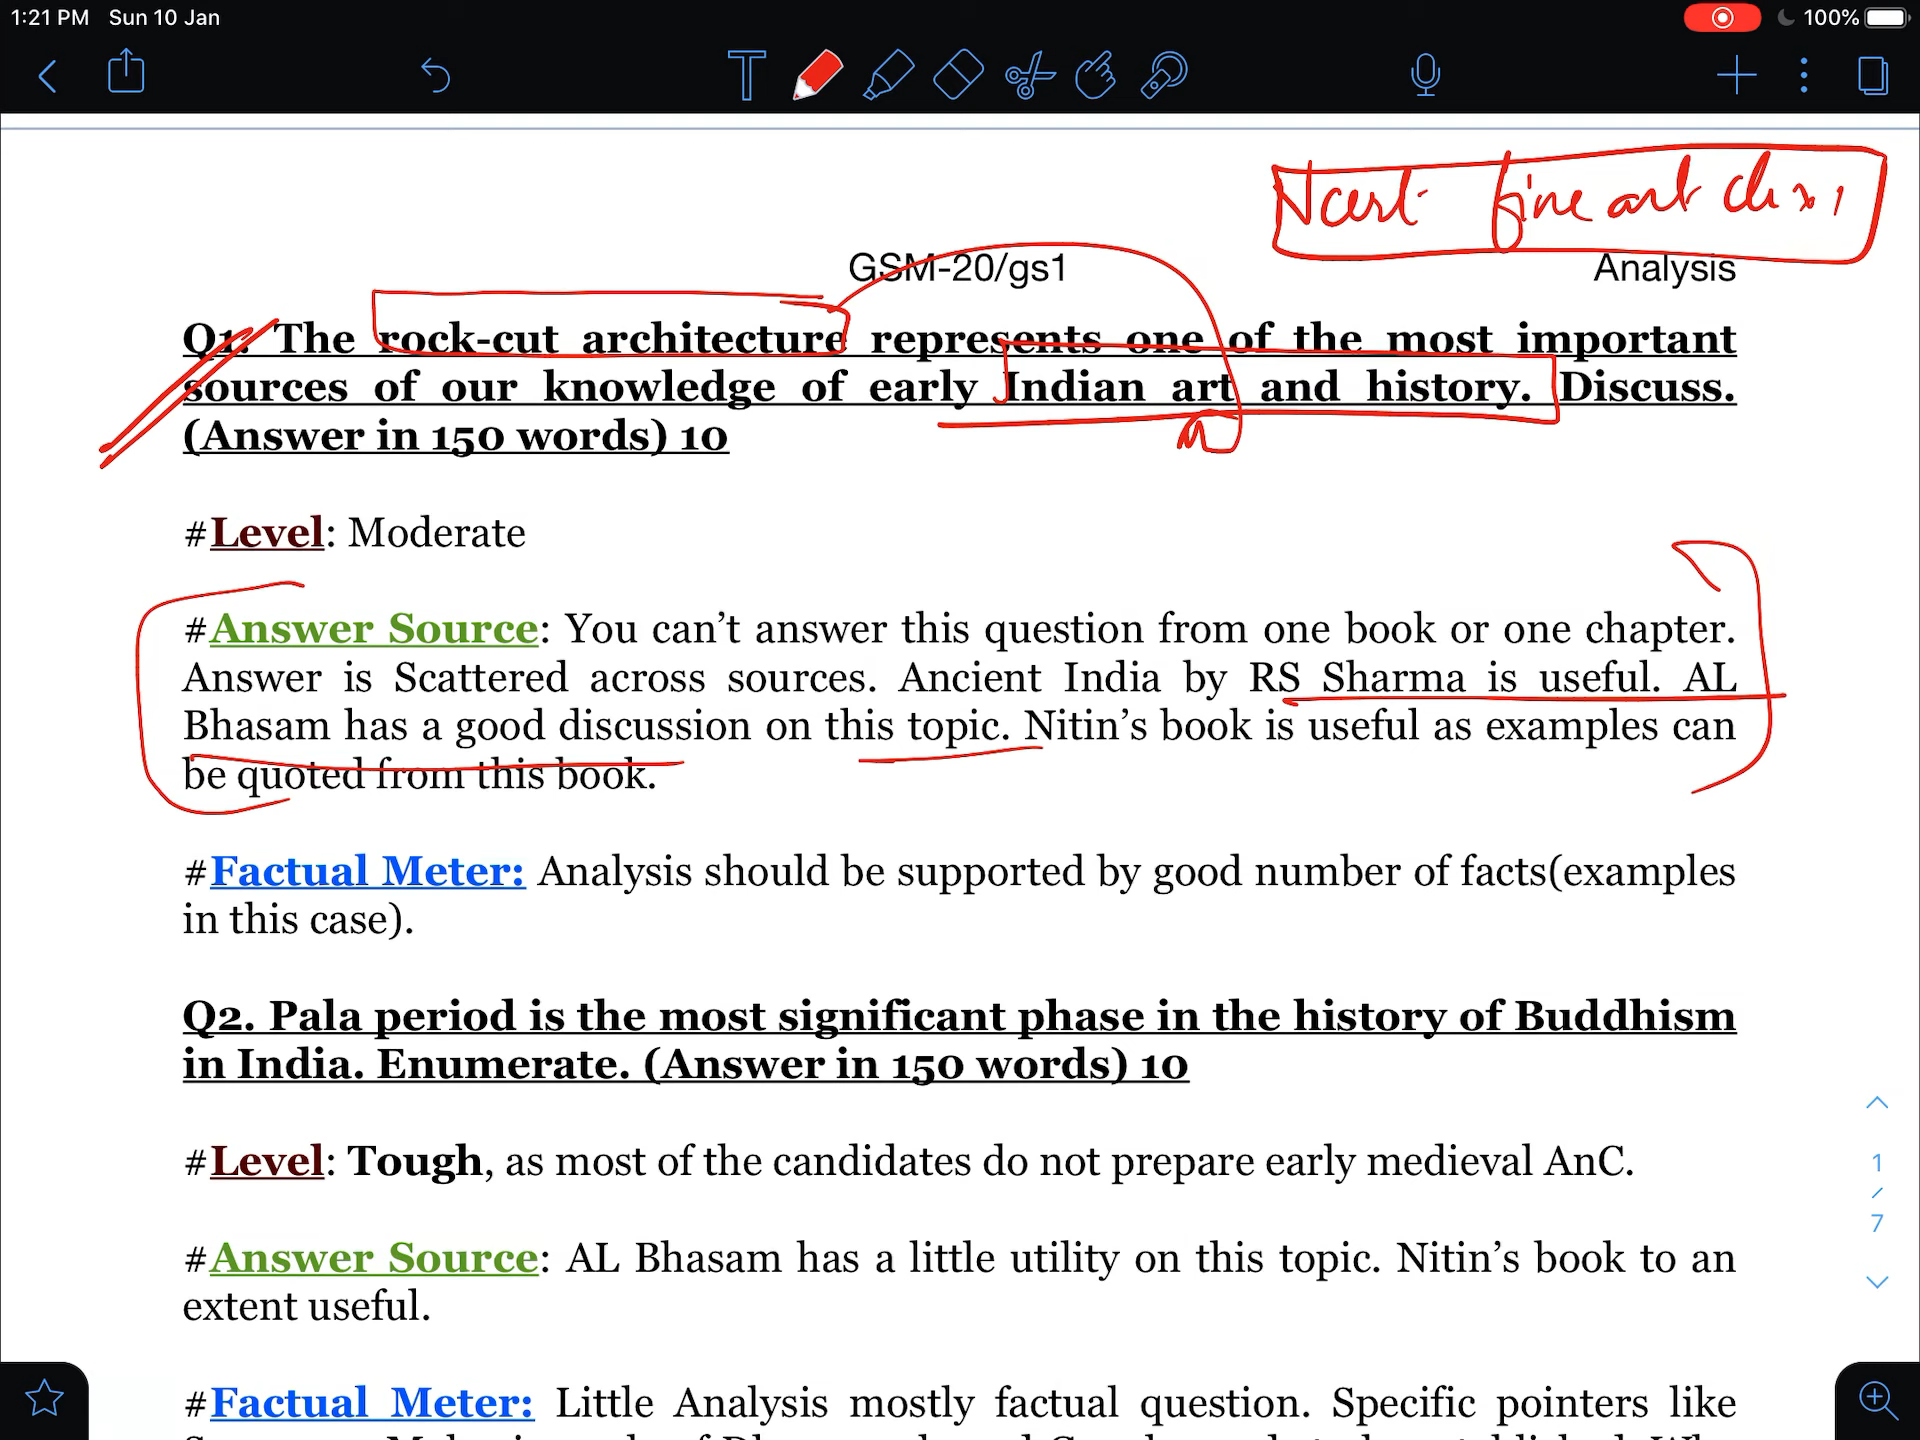 1:21 PM Sun 10 Jan
100%
Ncert fine art ch
GSM-20/gs1 Analysis
Q1. The rock-cut architecture represents one of the most important
sources of our knowledge of early Indian art and history. Discuss.
(Answer in 150 words) 10
#Level: Moderate
#Answer Source: You can’t answer this question from one book or one chapter.
Answer is Scattered across sources. Ancient India by RS Sharma is useful. AL
Bhasam has a good discussion on this topic. Nitin’s book is useful as examples can
be quoted from this book.
#Factual Meter: Analysis should be supported by good number of facts(examples
in this case).
Q2. Pala period is the most significant phase in the history of Buddhism
in India. Enumerate. (Answer in 150 words) 10
#Level: Tough, as most of the candidates do not prepare early medieval AnC.
#Answer Source: AL Bhasam has a little utility on this topic. Nitin’s book to an
extent useful.
#Factual Meter: Little Analysis mostly factual question. Specific pointers like
1
/
7